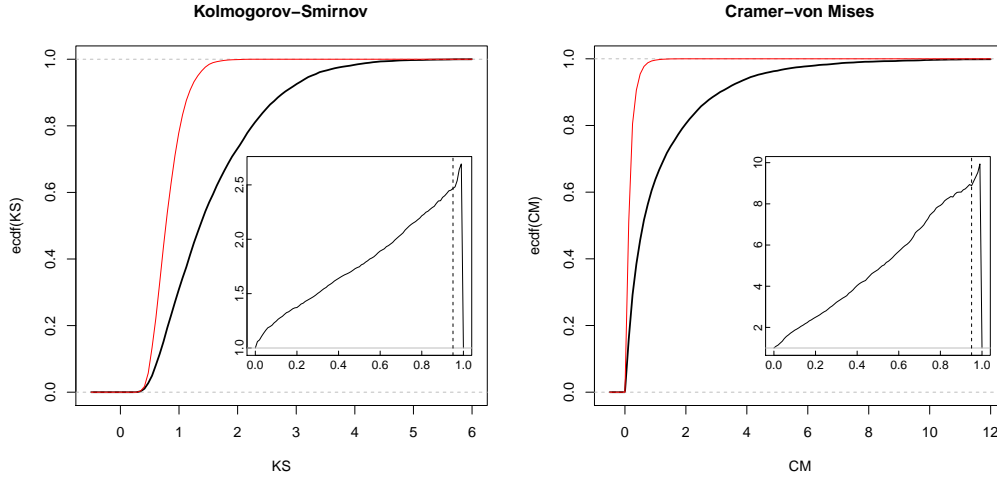 Kolmogorov−Smirnov
ecdf(KS)
1.0
0.8
0.6
0.4
0.2
0.0
2.5
2.0
1.5
1.0
0.0 0.2 0.4 0.6 0.8 1.0
0 1 2 3 4 5 6
KS
Cramer−von Mises
ecdf(CM)
1.0
0.8
0.6
0.4
0.2
0.0
10
8
6
4
2
0.0 0.2 0.4 0.6 0.8 1.0
0 2 4 6 8 10 12
CM